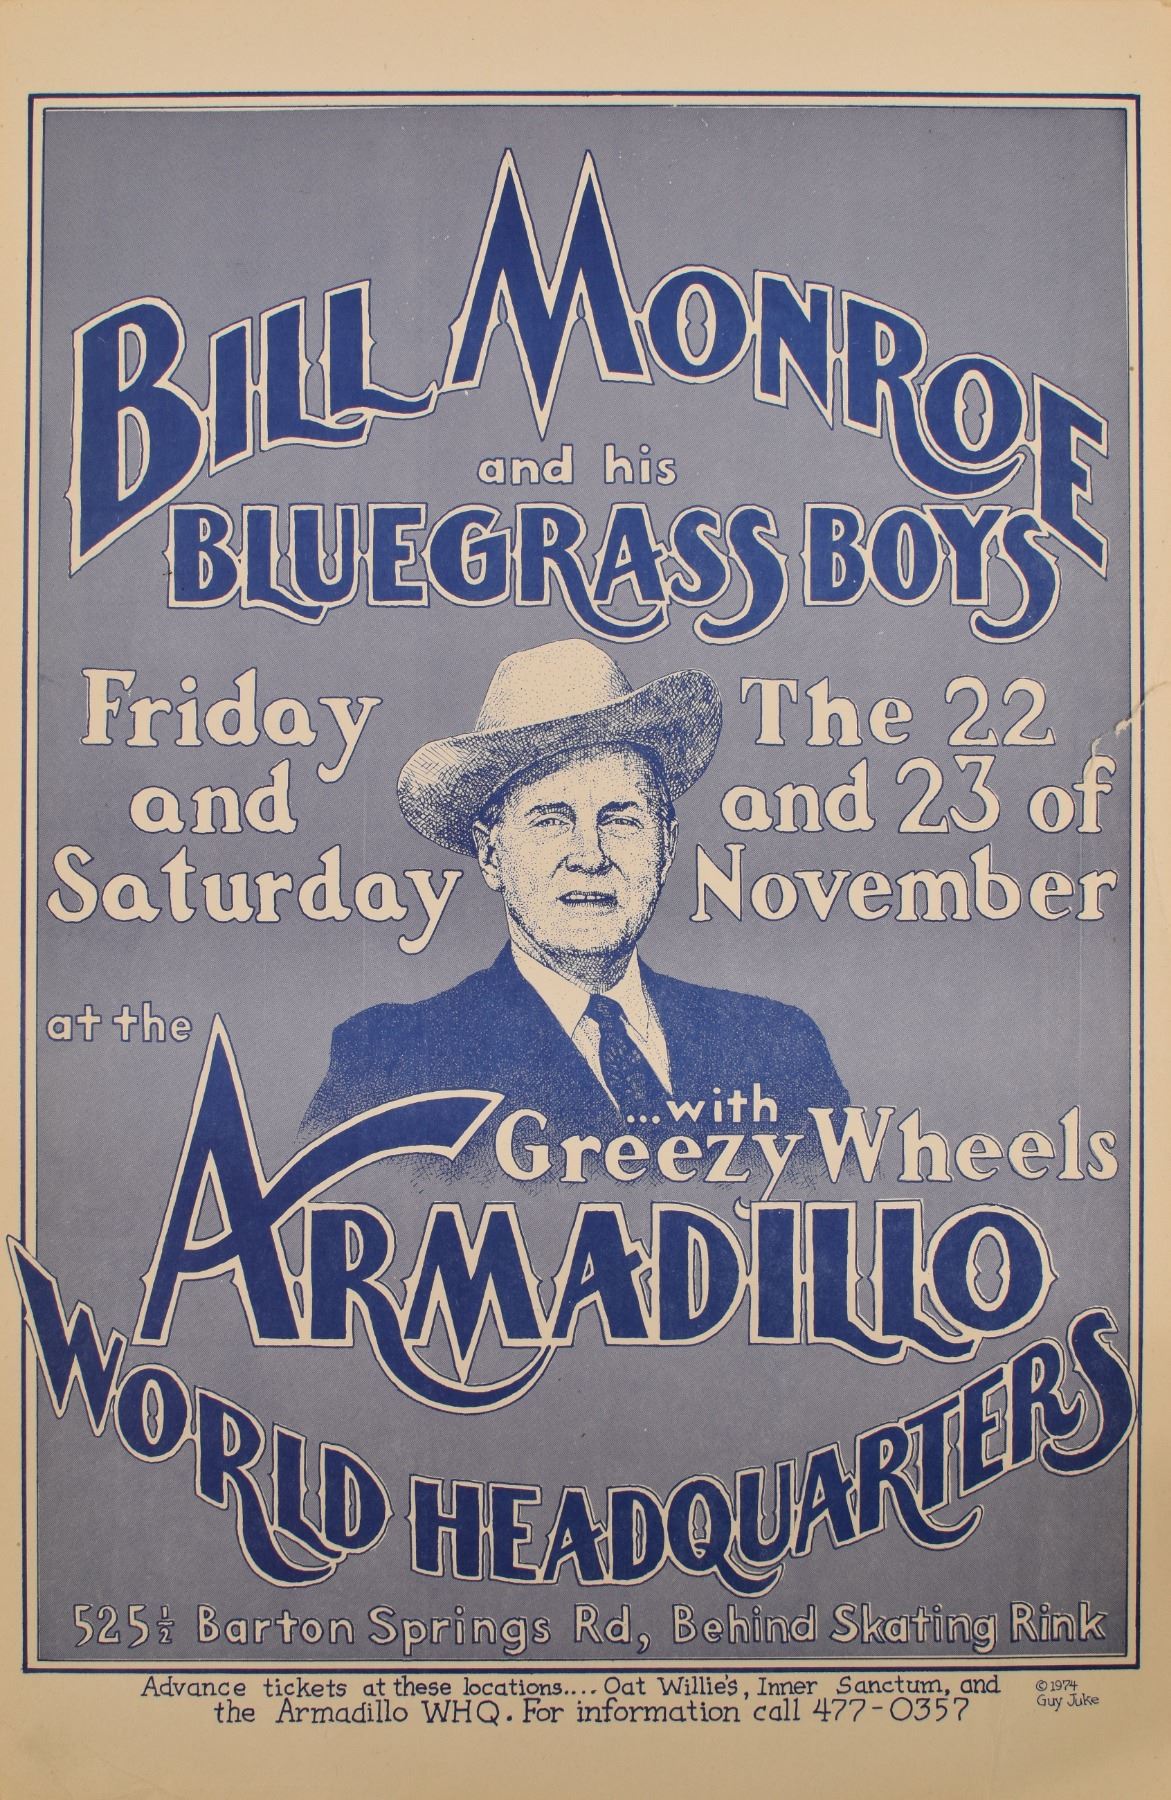 BILL MONROE
and his
BLUEGRASS BOYS
Friday
and
Saturday
The 22
and 23 of
November
at the
...with
Greezy Wheels
ARMADILLO
WORLD HEADQUARTERS
525½ Barton Springs Rd, Behind Skating Rink
Advance tickets at these locations.... Oat Willie's, Inner Sanctum, and
the Armadillo WHQ. For information call 477-0357
©1974
Guy Juke